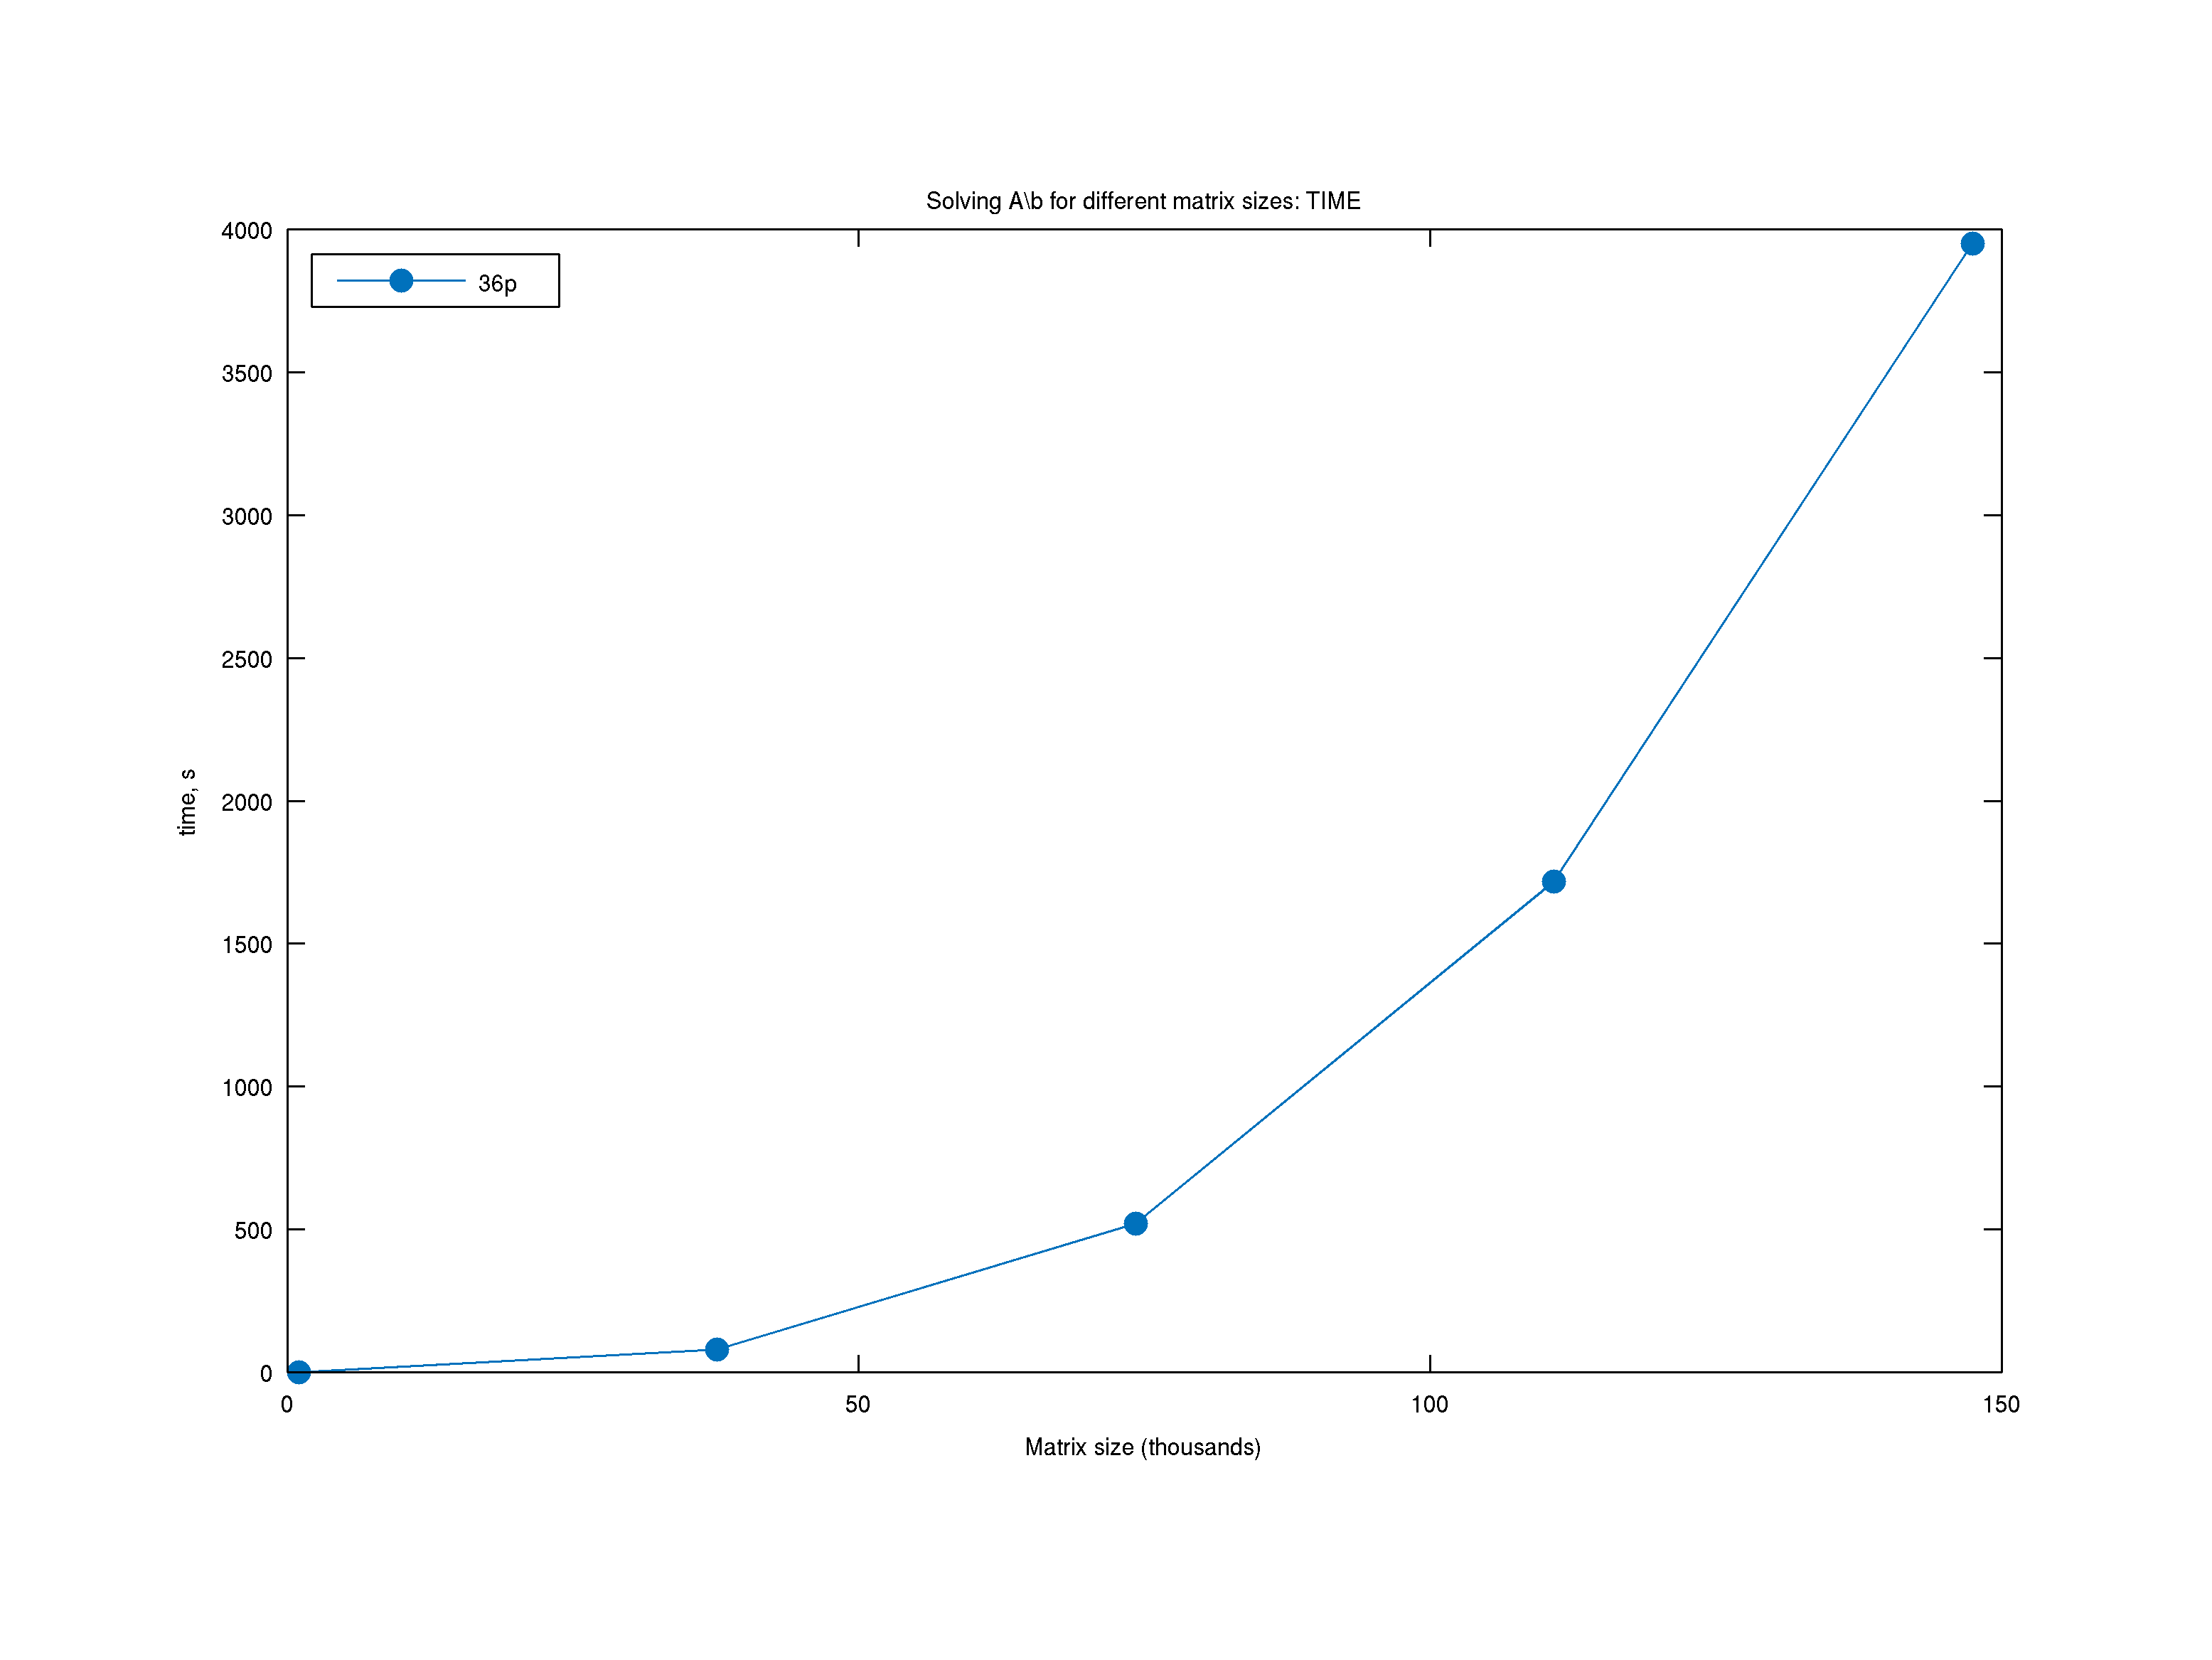 Solving A\b for different matrix sizes: TIME
4000
36p
3500
3000
2500
2000
1500
1000
500
0
time, s
0 50 100 150
Matrix size (thousands)